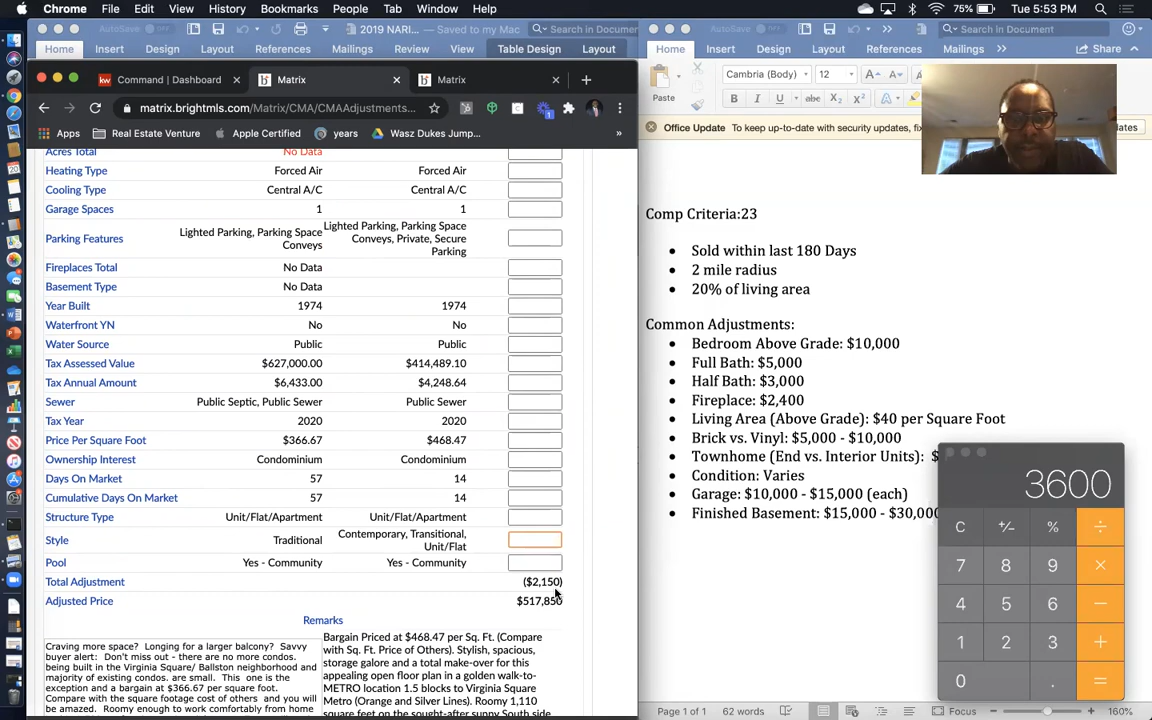 Chrome File Edit View History Bookmarks People Tab Window Help 75% Tue 5:53 PM
AutoSave 2019 NARI... — Saved to my Mac Search in Document
AutoSave Search in Document
Home Insert Design Layout References Mailings Review View Table Design Layout
Home Insert Design Layout References Mailings Share
kw Command | Dashboard Matrix Matrix
matrix.brightmls.com/Matrix/CMA/CMAAdjustments...
Apps Real Estate Venture Apple Certified years Wasz Dukes Jump...
Paste Cambria (Body) 12
Office Update To keep up-to-date with security updates, fix
Acres Total No Data
Heating Type Forced Air Forced Air
Cooling Type Central A/C Central A/C
Garage Spaces 1 1
Parking Features Lighted Parking, Parking Space Conveys Lighted Parking, Parking Space Conveys, Private, Secure Parking
Fireplaces Total No Data
Basement Type No Data
Year Built 1974 1974
Waterfront YN No No
Water Source Public Public
Tax Assessed Value $627,000.00 $414,489.10
Tax Annual Amount $6,433.00 $4,248.64
Sewer Public Septic, Public Sewer Public Sewer
Tax Year 2020 2020
Price Per Square Foot $366.67 $468.47
Ownership Interest Condominium Condominium
Days On Market 57 14
Cumulative Days On Market 57 14
Structure Type Unit/Flat/Apartment Unit/Flat/Apartment
Style Traditional Contemporary, Transitional, Unit/Flat
Pool Yes - Community Yes - Community
Total Adjustment ($2,150)
Adjusted Price $517,850
Remarks
Craving more space? Longing for a larger balcony? Savvy
buyer alert: Don't miss out - there are no more condos.
being built in the Virginia Square/ Ballston neighborhood and
majority of existing condos. are small. This one is the
exception and a bargain at $366.67 per square foot.
Compare with the square footage cost of others and you will
be amazed. Roomy enough to work comfortably from home
Bargain Priced at $468.47 per Sq. Ft. (Compare
with Sq. Ft. Price of Others). Stylish, spacious,
storage galore and a total make-over for this
appealing open floor plan in a golden walk-to-
METRO location 1.5 blocks to Virginia Square
Metro (Orange and Silver Lines). Roomy 1,110
square feet on the sought-after sunny South side
Comp Criteria:23
• Sold within last 180 Days
• 2 mile radius
• 20% of living area
Common Adjustments:
• Bedroom Above Grade: $10,000
• Full Bath: $5,000
• Half Bath: $3,000
• Fireplace: $2,400
• Living Area (Above Grade): $40 per Square Foot
• Brick vs. Vinyl: $5,000 - $10,000
• Townhome (End vs. Interior Units): $
• Condition: Varies
• Garage: $10,000 - $15,000 (each)
• Finished Basement: $15,000 - $30,000
3600
C +/- % ÷
7 8 9 ×
4 5 6 −
1 2 3 +
0 . =
Page 1 of 1 62 words Focus 160%